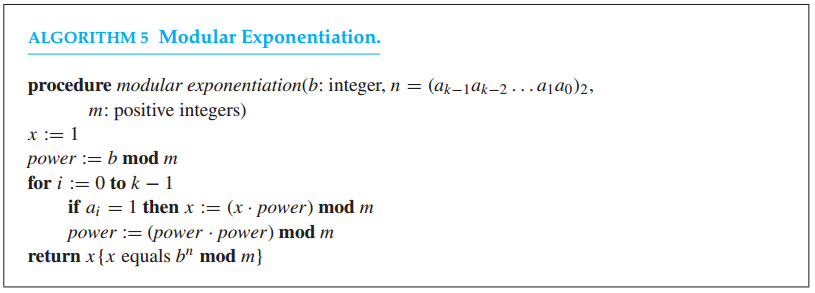 ALGORITHM 5 Modular Exponentiation.
procedure modular exponentiation(b: integer, n = (aₖ₋₁aₖ₋₂ … a₁a₀)₂,
m: positive integers)
x := 1
power := b mod m
for i := 0 to k − 1
if aᵢ = 1 then x := (x · power) mod m
power := (power · power) mod m
return x{x equals bⁿ mod m}